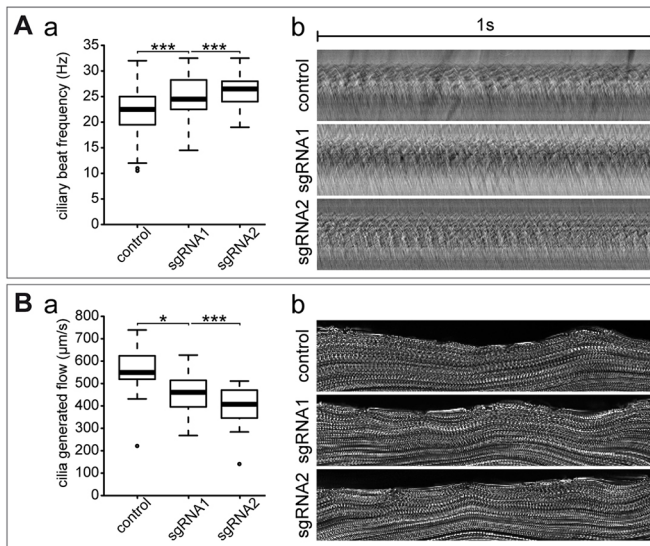 A a
ciliary beat frequency (Hz)
35
30
25
20
15
10
5
0
*** ***
control sgRNA1 sgRNA2
b
1s
control
sgRNA1
sgRNA2
B a
cilia generated flow (µm/s)
800
700
600
500
400
300
200
100
0
* ***
control sgRNA1 sgRNA2
b
control
sgRNA1
sgRNA2